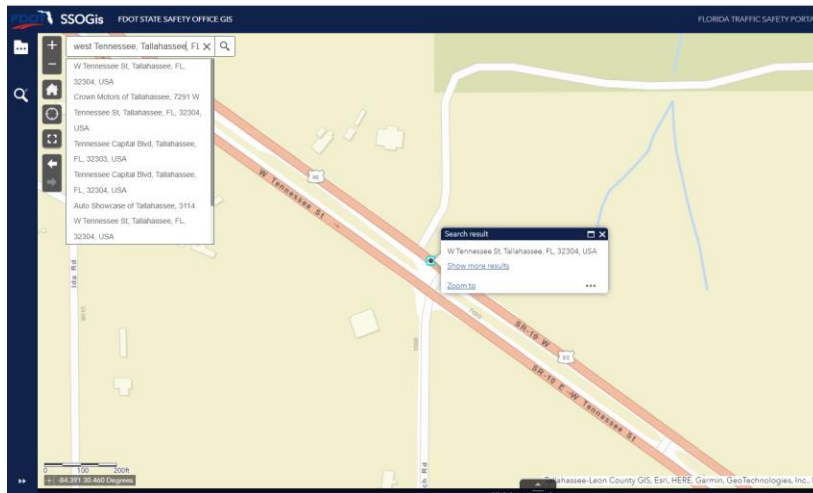 FDOT
SSOGis
FDOT STATE SAFETY OFFICE GIS
FLORIDA TRAFFIC SAFETY PORTA
west Tennessee, Tallahassee, FL
W Tennessee St, Tallahassee, FL,
32304, USA
Crown Motors of Tallahassee, 7291 W
Tennessee St, Tallahassee, FL, 32304,
USA
Tennessee Capital Blvd, Tallahassee,
FL, 32303, USA
Tennessee Capital Blvd, Tallahassee,
FL, 32304, USA
Auto Showcase of Tallahassee, 3114
W Tennessee St, Tallahassee, FL,
32304, USA
90
W Tennessee St
Ida Rd
Search result
W Tennessee St, Tallahassee, FL, 32304, USA
Show more results
Zoom to
SR-10 W
90
SR-10 E -W Tennessee St
ch Rd
0 100 200ft
-84.391 30.460 Degrees
Tallahassee-Leon County GIS, Esri, HERE, Garmin, GeoTechnologies, Inc.,